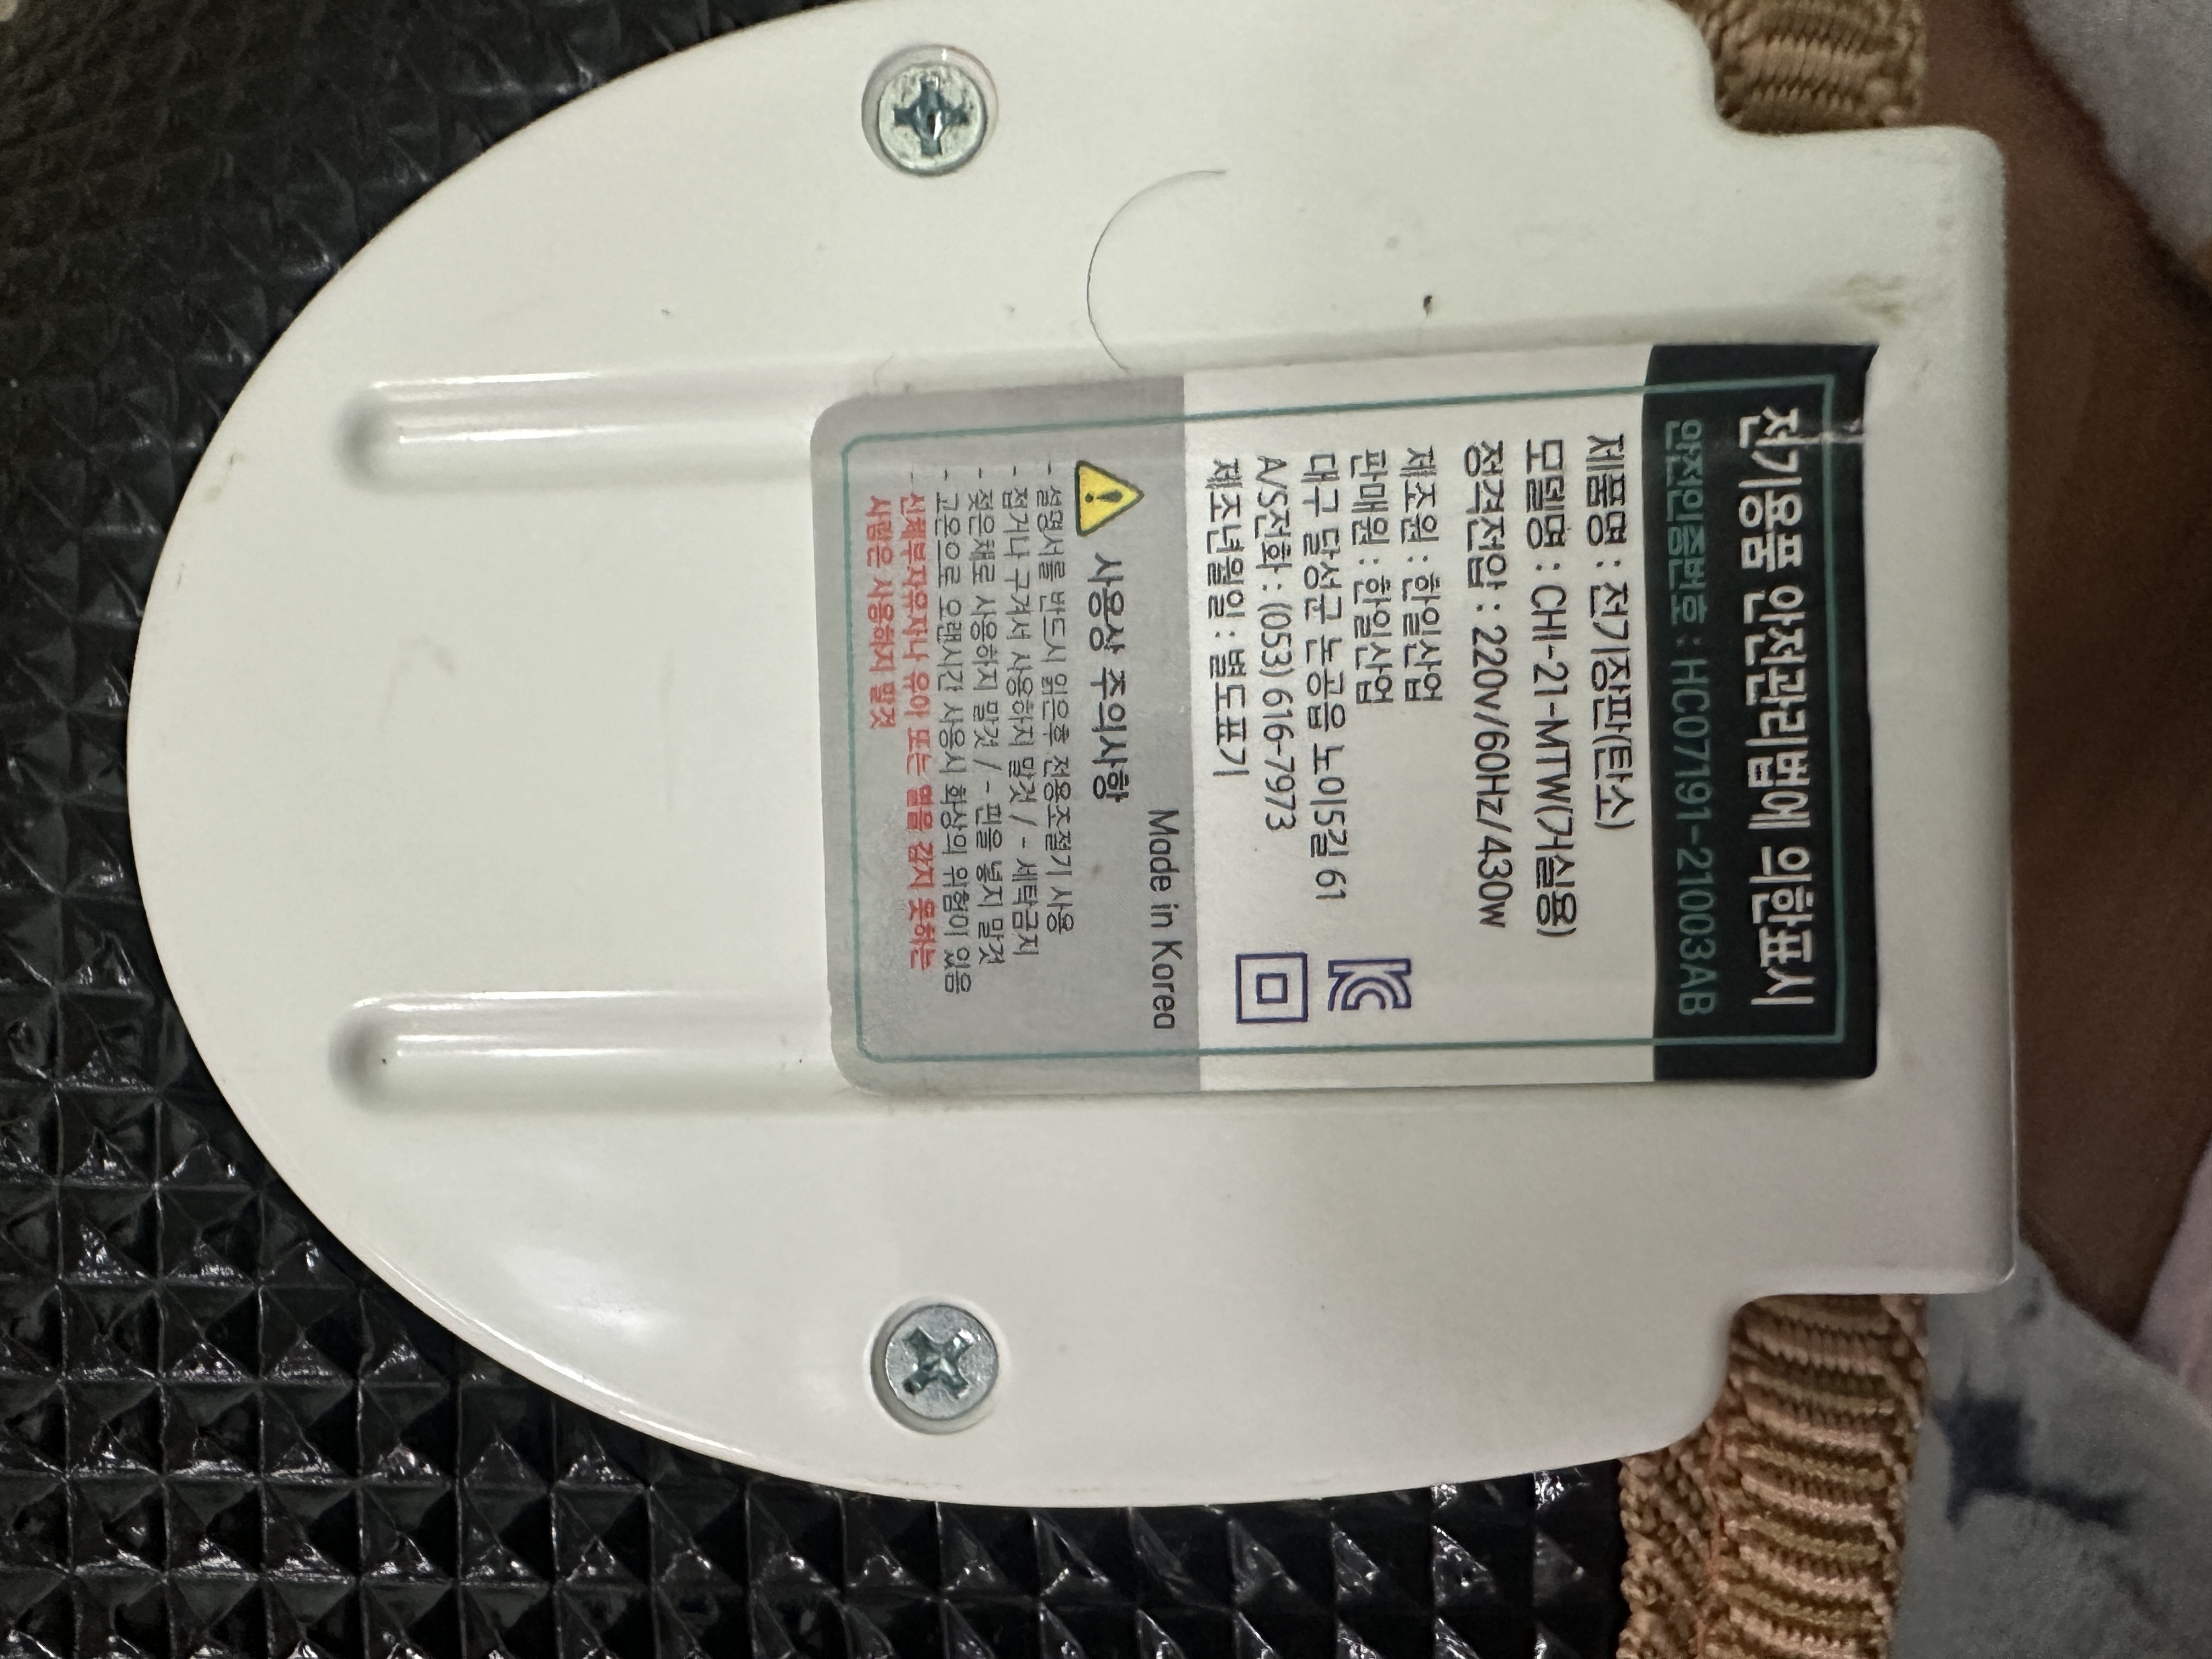 전기용품 안전관리법에 의한표시
안전인증번호 : HC07191-21003AB
제품명 : 전기장판(탄소)
모델명 : CHI-21-MTW(거실용)
정격전압 : 220v/60Hz/430w
제조원 : 한일산업
판매원 : 한일산업
대구 달성군 논공읍 노이5길 61
A/S전화 : (053) 616-7973
제조년월일 : 별도표기
KC
Made in Korea
사용상 주의사항
- 설명서를 반드시 읽은후 전용조절기 사용
- 접거나 구겨서 사용하지 말것 / - 세탁금지
- 젖은채로 사용하지 말것 / - 핀을 넣지 말것
- 고온으로 오랜시간 사용시 화상의 위험이 있음
- 신체부자유자나 유아 또는 열을 감지 못하는
사람은 사용하지 말것